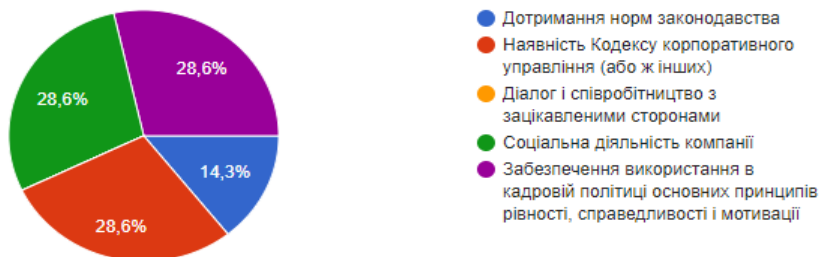 28,6%
28,6%
14,3%
28,6%
Дотримання норм законодавства
Наявність Кодексу корпоративного
управління (або ж інших)
Діалог і співробітництво з
зацікавленими сторонами
Соціальна діяльність компанії
Забезпечення використання в
кадровій політиці основних принципів
рівності, справедливості і мотивації